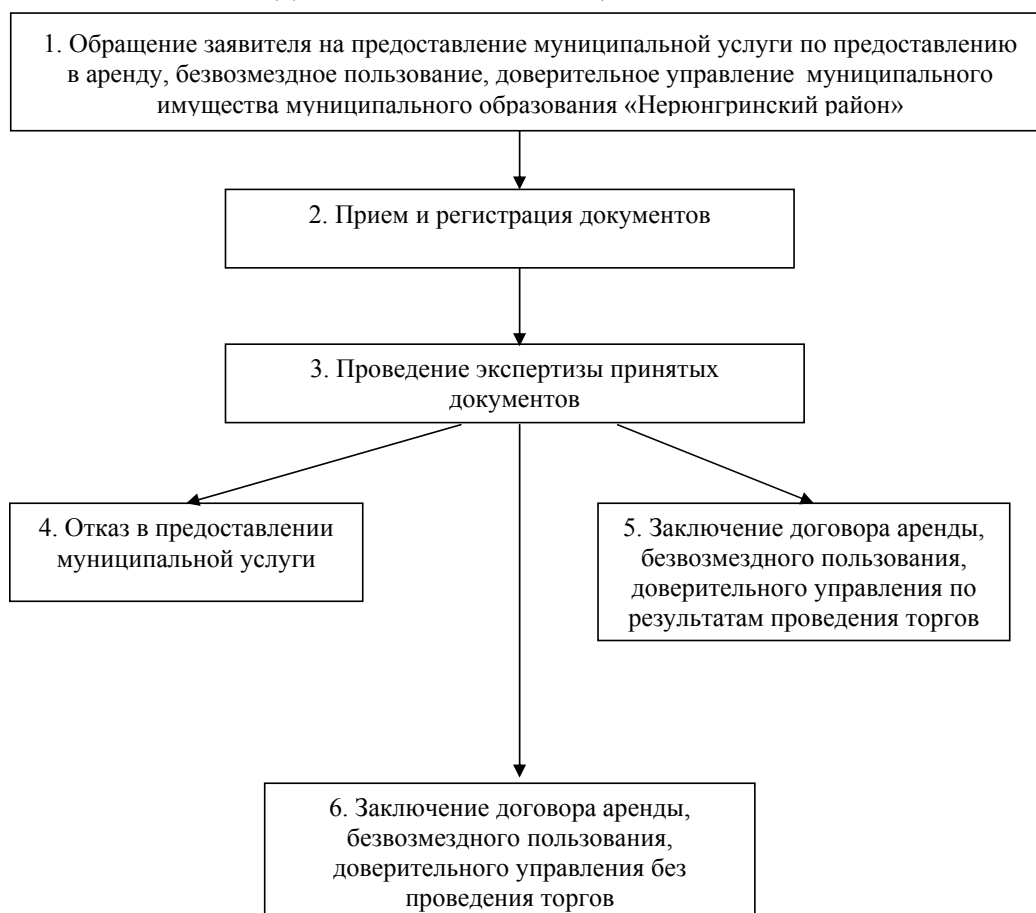 1. Обращение заявителя на предоставление муниципальной услуги по предоставлению
в аренду, безвозмездное пользование, доверительное управление муниципального
имущества муниципального образования «Нерюнгринский район»
2. Прием и регистрация документов
3. Проведение экспертизы принятых
документов
4. Отказ в предоставлении
муниципальной услуги
5. Заключение договора аренды,
безвозмездного пользования,
доверительного управления по
результатам проведения торгов
6. Заключение договора аренды,
безвозмездного пользования,
доверительного управления без
проведения торгов